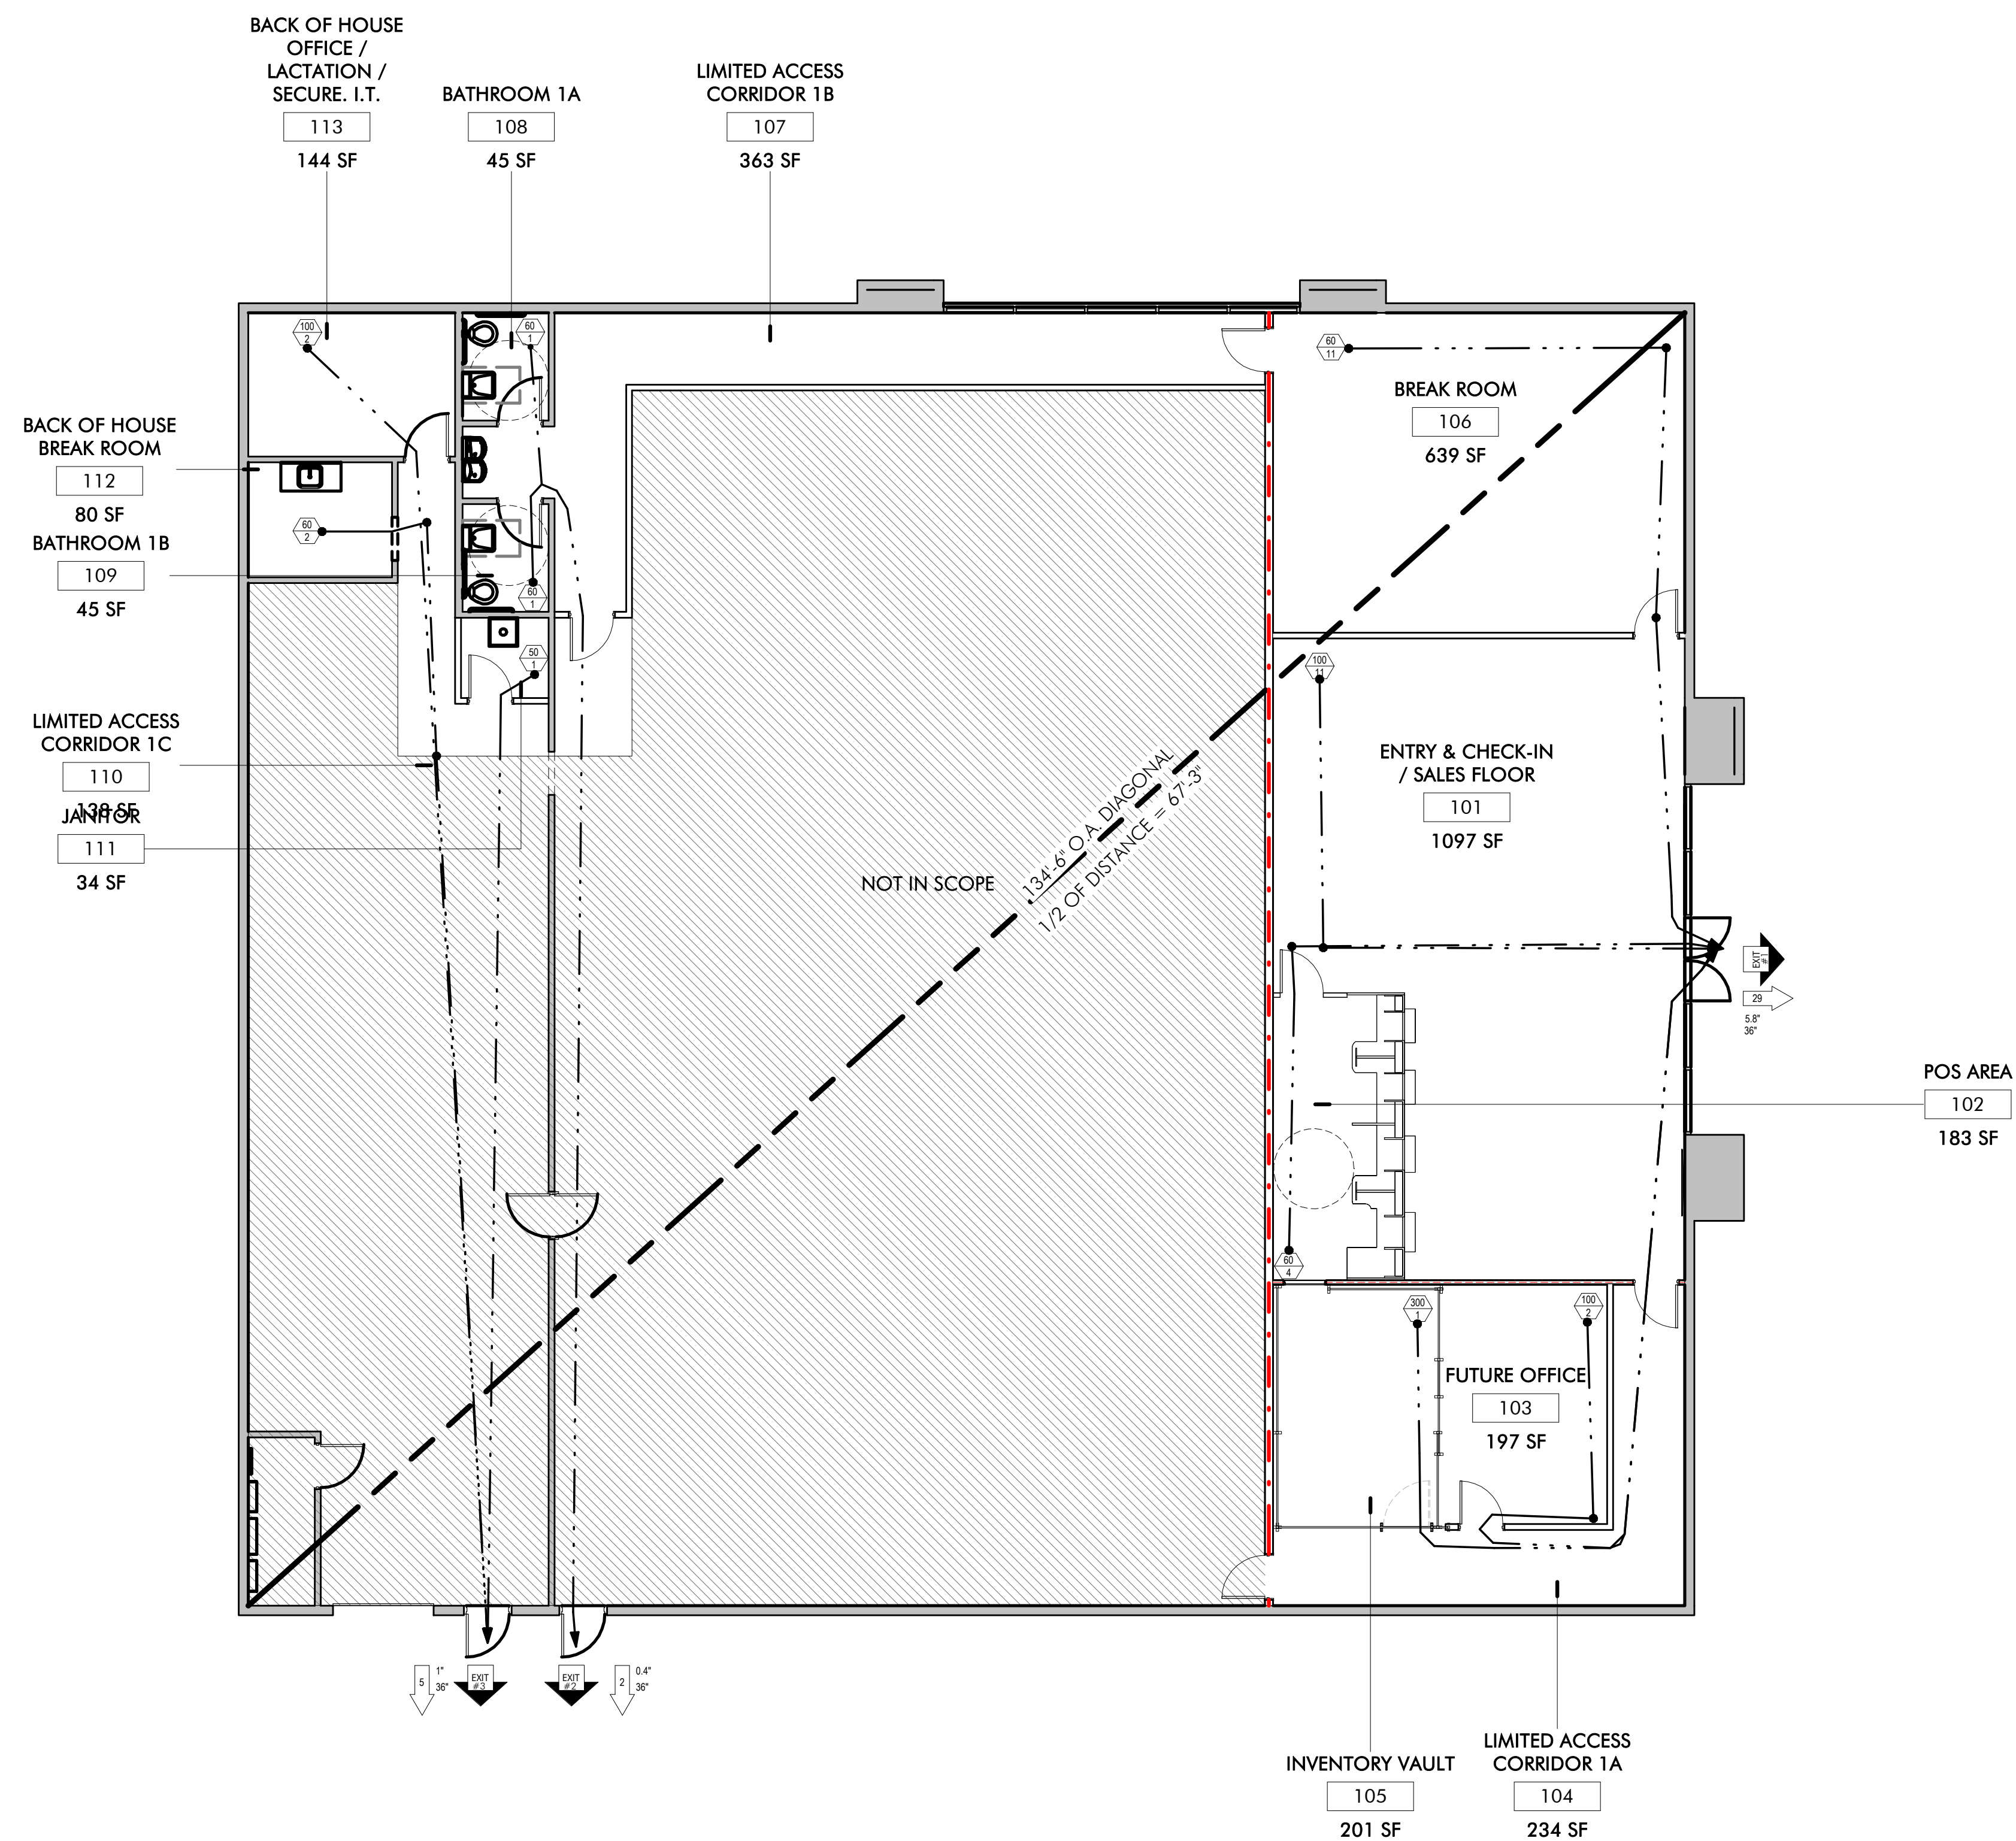 BACK OF HOUSE
OFFICE /
LACTATION /
SECURE. I.T.
113
144 SF
BATHROOM 1A
108
45 SF
LIMITED ACCESS
CORRIDOR 1B
107
363 SF
100
2
60
1
60
11
BREAK ROOM
106
639 SF
BACK OF HOUSE
BREAK ROOM
112
80 SF
60
2
BATHROOM 1B
109
45 SF
60
1
50
1
100
11
LIMITED ACCESS
CORRIDOR 1C
110
138 SF
JANITOR
111
34 SF
ENTRY & CHECK-IN
/ SALES FLOOR
101
1097 SF
NOT IN SCOPE
134'-6" O.A. DIAGONAL
1/2 OF DISTANCE = 67'-3"
EXIT
#1
29
5.8"
36"
POS AREA
102
183 SF
60
4
300
1
100
2
FUTURE OFFICE
103
197 SF
5
1"
36"
EXIT
#3
EXIT
#2
2
0.4"
36"
INVENTORY VAULT
105
201 SF
LIMITED ACCESS
CORRIDOR 1A
104
234 SF